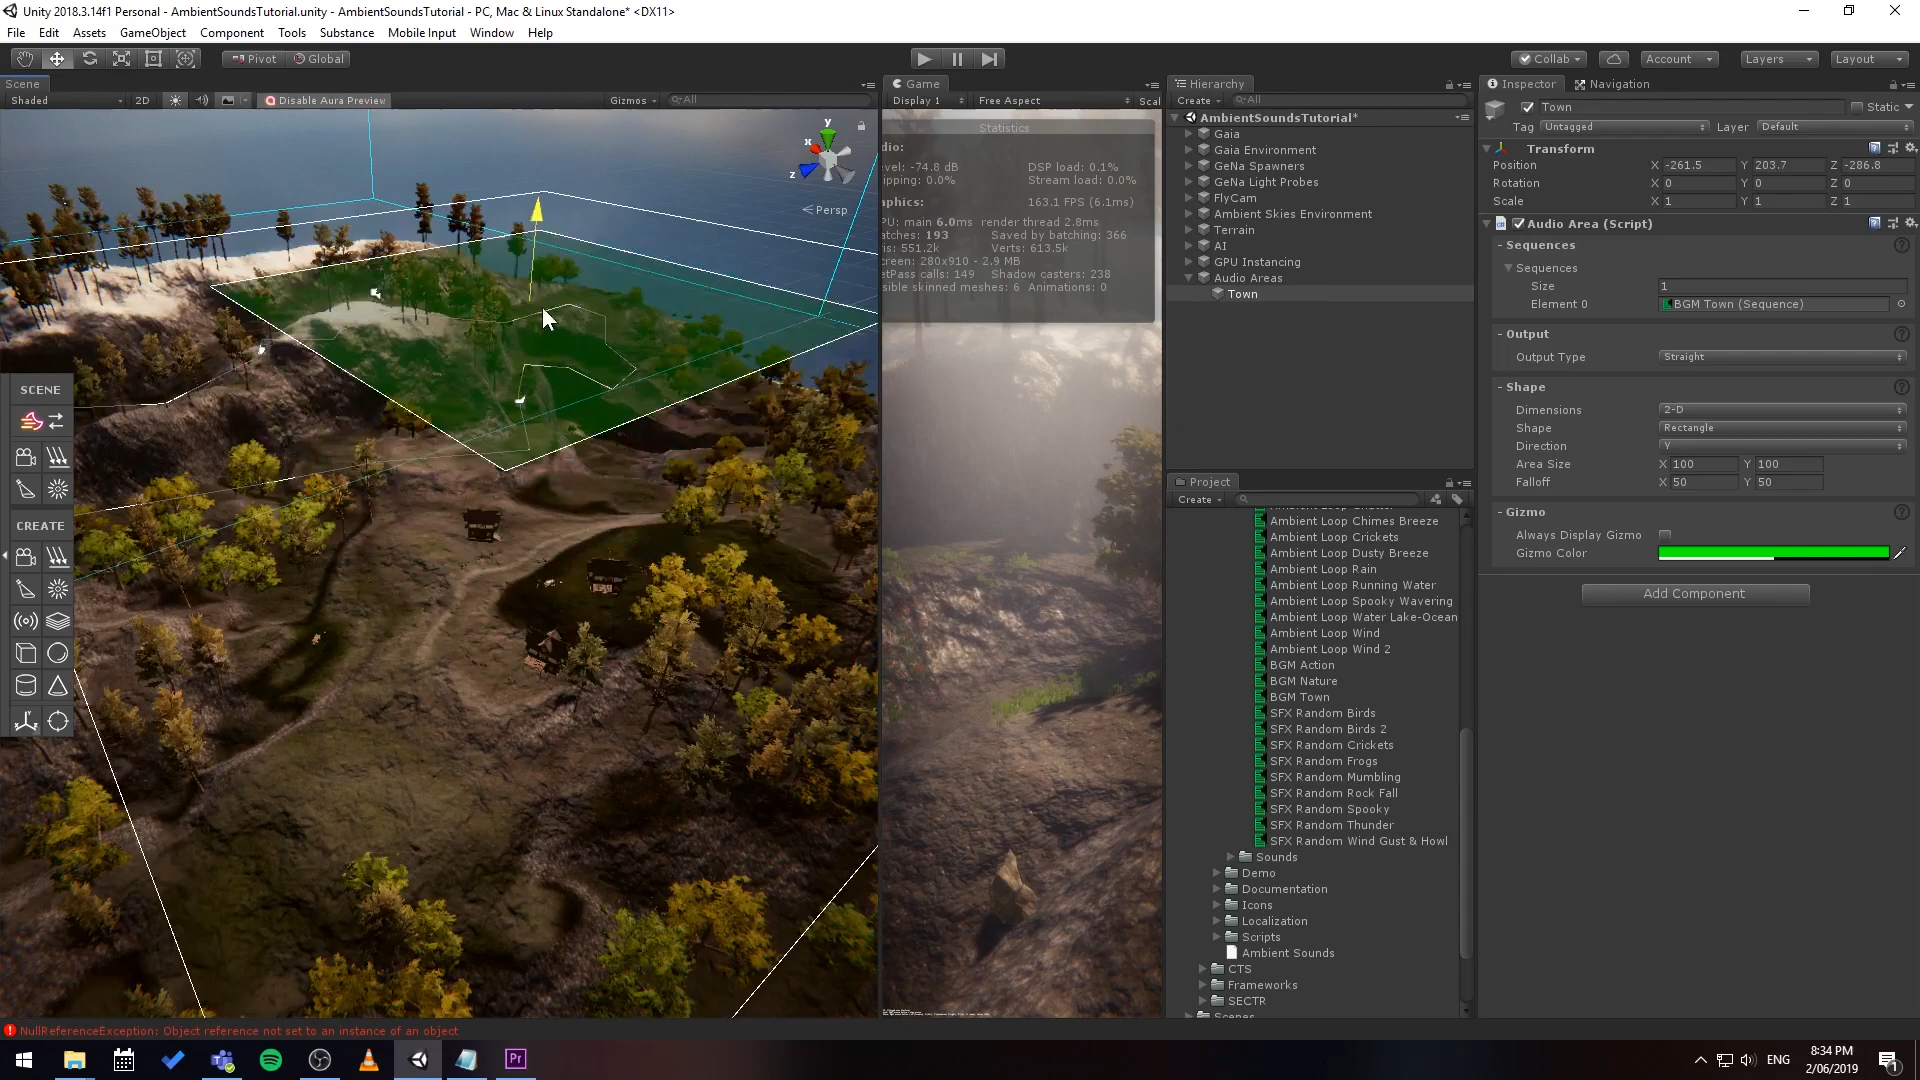 Unity 2018.3.14f1 Personal - AmbientSoundsTutorial.unity - AmbientSoundsTutorial - PC, Mac & Linux Standalone* <DX11>
File Edit Assets GameObject Component Tools Substance Mobile Input Window Help
Pivot Global Collab Account Layers Layout
Scene
Shaded 2D Disable Aura Preview Gizmos All
y
x
z
Persp
SCENE
CREATE
Game
Display 1 Free Aspect Scal
Statistics
dio:
evel: -74.8 dB DSP load: 0.1%
ipping: 0.0% Stream load: 0.0%
aphics: 163.1 FPS (6.1ms)
PU: main 6.0ms render thread 2.8ms
atches: 193 Saved by batching: 366
ris: 551.2k Verts: 613.5k
creen: 280x910 - 2.9 MB
etPass calls: 149 Shadow casters: 238
isible skinned meshes: 6 Animations: 0
Hierarchy
Create All
AmbientSoundsTutorial*
Gaia
Gaia Environment
GeNa Spawners
GeNa Light Probes
FlyCam
Ambient Skies Environment
Terrain
AI
GPU Instancing
Audio Areas
Town
Project
Create
Ambient Loop Chimes Breeze
Ambient Loop Crickets
Ambient Loop Dusty Breeze
Ambient Loop Rain
Ambient Loop Running Water
Ambient Loop Spooky Wavering
Ambient Loop Water Lake-Ocean
Ambient Loop Wind
Ambient Loop Wind 2
BGM Action
BGM Nature
BGM Town
SFX Random Birds
SFX Random Birds 2
SFX Random Crickets
SFX Random Frogs
SFX Random Mumbling
SFX Random Rock Fall
SFX Random Spooky
SFX Random Thunder
SFX Random Wind Gust & Howl
Sounds
Demo
Documentation
Icons
Localization
Scripts
Ambient Sounds
CTS
Frameworks
SECTR
Scenes
Inspector Navigation
Town Static
Tag Untagged Layer Default
Transform
Position X -261.5 Y 203.7 Z -286.8
Rotation X 0 Y 0 Z 0
Scale X 1 Y 1 Z 1
Audio Area (Script)
- Sequences
Sequences
Size 1
Element 0 BGM Town (Sequence)
- Output
Output Type Straight
- Shape
Dimensions 2-D
Shape Rectangle
Direction Y
Area Size X 100 Y 100
Falloff X 50 Y 50
- Gizmo
Always Display Gizmo
Gizmo Color
Add Component
NullReferenceException: Object reference not set to an instance of an object
Pr
ENG
8:34 PM
2/06/2019
1